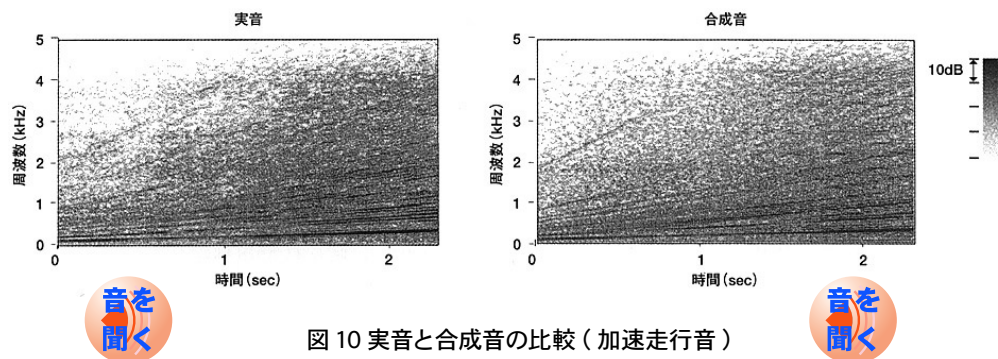 実音
5
4
3
2
1
0
周波数(kHz)
0
1
2
時間(sec)
合成音
5
4
3
2
1
0
周波数(kHz)
0
1
2
時間(sec)
10dB
音を
聞く
図 10 実音と合成音の比較 ( 加速走行音 )
音を
聞く